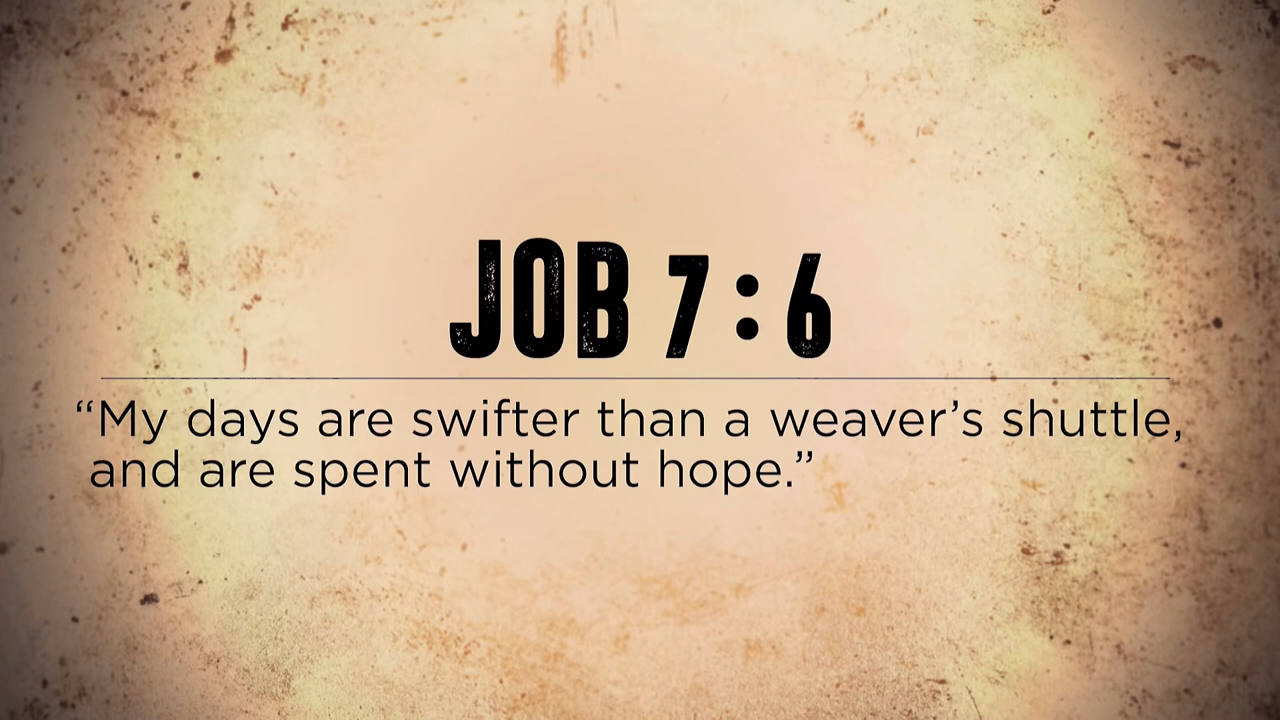 JOB 7:6
“My days are swifter than a weaver’s shuttle,
and are spent without hope.”